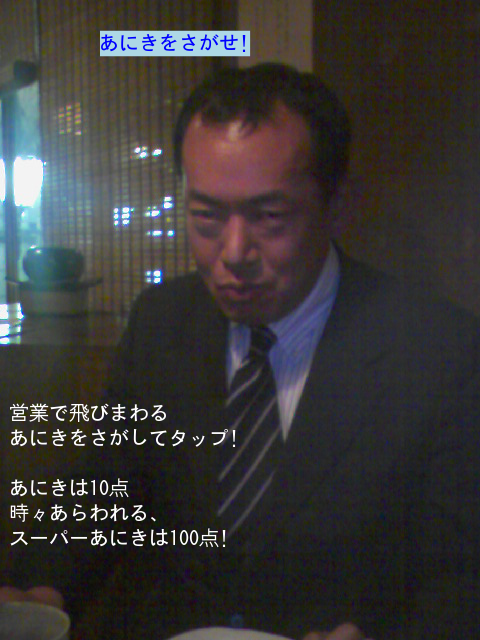 あにきをさがせ!
営業で飛びまわる
あにきをさがしてタップ!
あにきは10点
時々あらわれる、
スーパーあにきは100点!